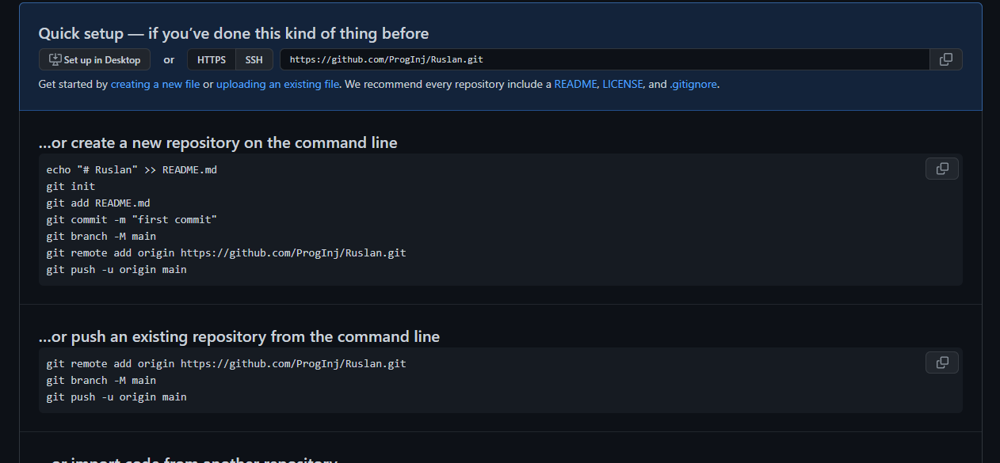 Quick setup — if you’ve done this kind of thing before
Set up in Desktop or HTTPS SSH https://github.com/ProgInj/Ruslan.git
Get started by creating a new file or uploading an existing file. We recommend every repository include a README, LICENSE, and .gitignore.
...or create a new repository on the command line
echo "# Ruslan" >> README.md
git init
git add README.md
git commit -m "first commit"
git branch -M main
git remote add origin https://github.com/ProgInj/Ruslan.git
git push -u origin main
...or push an existing repository from the command line
git remote add origin https://github.com/ProgInj/Ruslan.git
git branch -M main
git push -u origin main
...or import code from another repository